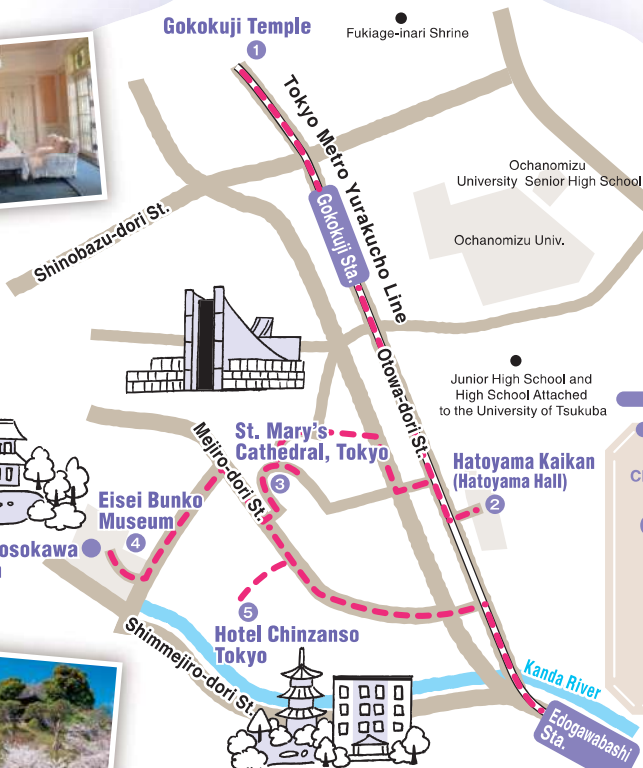 Gokokuji Temple
1
Fukiage-inari Shrine
Tokyo Metro Yurakucho Line
Ochanomizu
University Senior High School
Shinobazu-dori St.
Gokokuji Sta.
Ochanomizu Univ.
Otowa-dori St.
Junior High School and
High School Attached
to the University of Tsukuba
Mejiro-dori St.
St. Mary's
Cathedral, Tokyo
3
Hatoyama Kaikan
(Hatoyama Hall)
2
Eisei Bunko
Museum
4
osokawa
5
Hotel Chinzanso
Tokyo
Shimmejiro-dori St.
Kanda River
Edogawabashi
Sta.